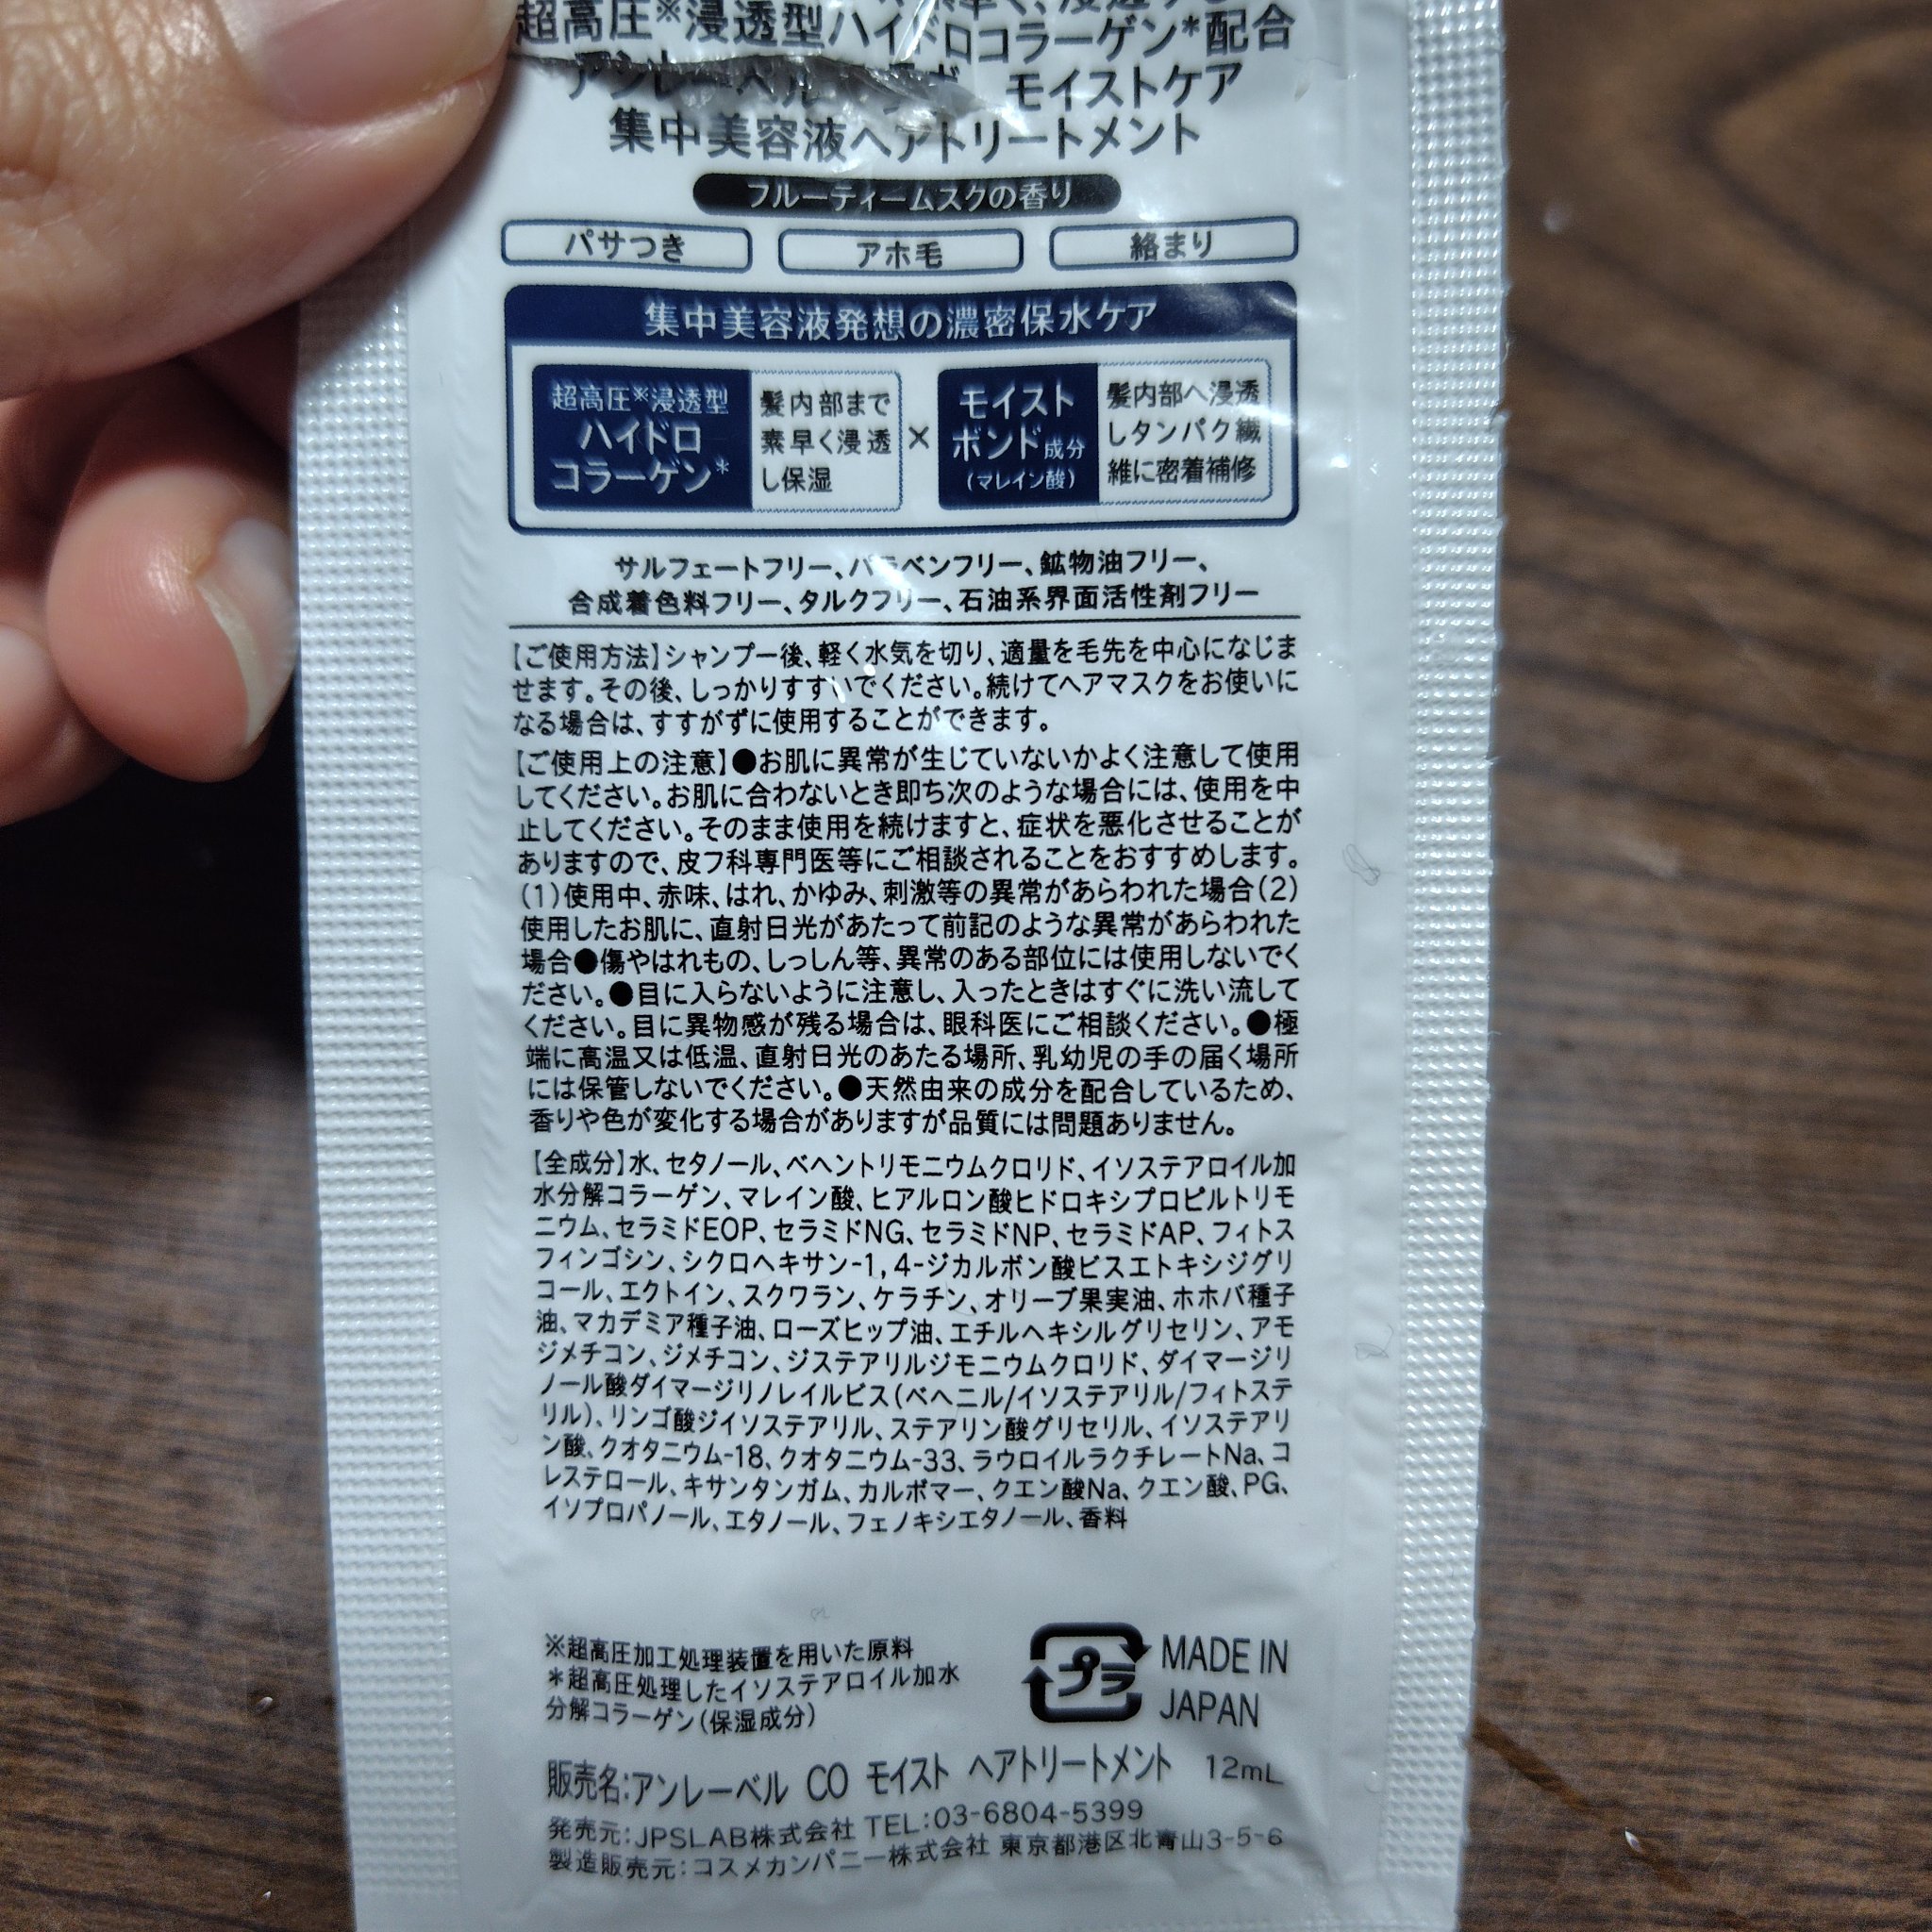 超高圧※浸透型ハイドロコラーゲン*配合
アンレーベル モイストケア
集中美容液ヘアトリートメント
フルーティームスクの香り
パサつき アホ毛 絡まり
集中美容液発想の濃密保水ケア
超高圧※浸透型
ハイドロ
コラーゲン*
髪内部まで
素早く浸透
し保湿
×
モイスト
ボンド成分
(マレイン酸)
髪内部へ浸透
しタンパク繊
維に密着補修
サルフェートフリー、パラベンフリー、鉱物油フリー、
合成着色料フリー、タルクフリー、石油系界面活性剤フリー
【ご使用方法】シャンプー後、軽く水気を切り、適量を毛先を中心になじま
せます。その後、しっかりすすいでください。続けてヘアマスクをお使いに
なる場合は、すすがずに使用することができます。
【ご使用上の注意】●お肌に異常が生じていないかよく注意して使用
してください。お肌に合わないとき即ち次のような場合には、使用を中
止してください。そのまま使用を続けますと、症状を悪化させることが
ありますので、皮フ科専門医等にご相談されることをおすすめします。
(1)使用中、赤味、はれ、かゆみ、刺激等の異常があらわれた場合(2)
使用したお肌に、直射日光があたって前記のような異常があらわれた
場合●傷やはれもの、しっしん等、異常のある部位には使用しないでく
ださい。●目に入らないように注意し、入ったときはすぐに洗い流して
ください。目に異物感が残る場合は、眼科医にご相談ください。●極
端に高温又は低温、直射日光のあたる場所、乳幼児の手の届く場所
には保管しないでください。●天然由来の成分を配合しているため、
香りや色が変化する場合がありますが品質には問題ありません。
【全成分】水、セタノール、ベヘントリモニウムクロリド、イソステアロイル加
水分解コラーゲン、マレイン酸、ヒアルロン酸ヒドロキシプロピルトリモ
ニウム、セラミドEOP、セラミドNG、セラミドNP、セラミドAP、フィトス
フィンゴシン、シクロヘキサン-1,4-ジカルボン酸ビスエトキシジグリ
コール、エクトイン、スクワラン、ケラチン、オリーブ果実油、ホホバ種子
油、マカデミア種子油、ローズヒップ油、エチルヘキシルグリセリン、アモ
ジメチコン、ジメチコン、ジステアリルジモニウムクロリド、ダイマージリ
ノール酸ダイマージリノレイルビス(ベヘニル/イソステアリル/フィトステ
リル)、リンゴ酸ジイソステアリル、ステアリン酸グリセリル、イソステアリ
ン酸、クオタニウム-18、クオタニウム-33、ラウロイルラクチレートNa、コ
レステロール、キサンタンガム、カルボマー、クエン酸Na、クエン酸、PG、
イソプロパノール、エタノール、フェノキシエタノール、香料
※超高圧加工処理装置を用いた原料
*超高圧処理したイソステアロイル加水
分解コラーゲン(保湿成分)
プラ
MADE IN
JAPAN
販売名:アンレーベル CO モイスト ヘアトリートメント 12mL
発売元:JPSLAB株式会社 TEL:03-6804-5399
製造販売元:コスメカンパニー株式会社 東京都港区北青山3-5-6